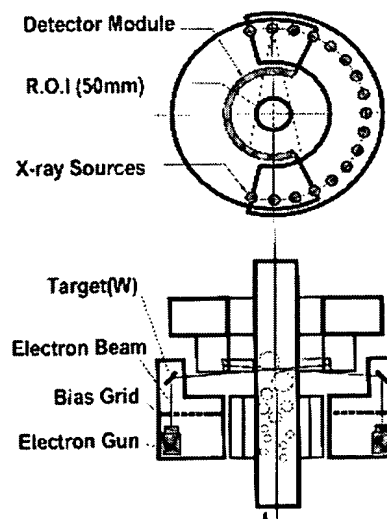 Detector Module
R.O.I (50mm)
X-ray Sources
Target(W)
Electron Beam
Bias Grid
Electron Gun